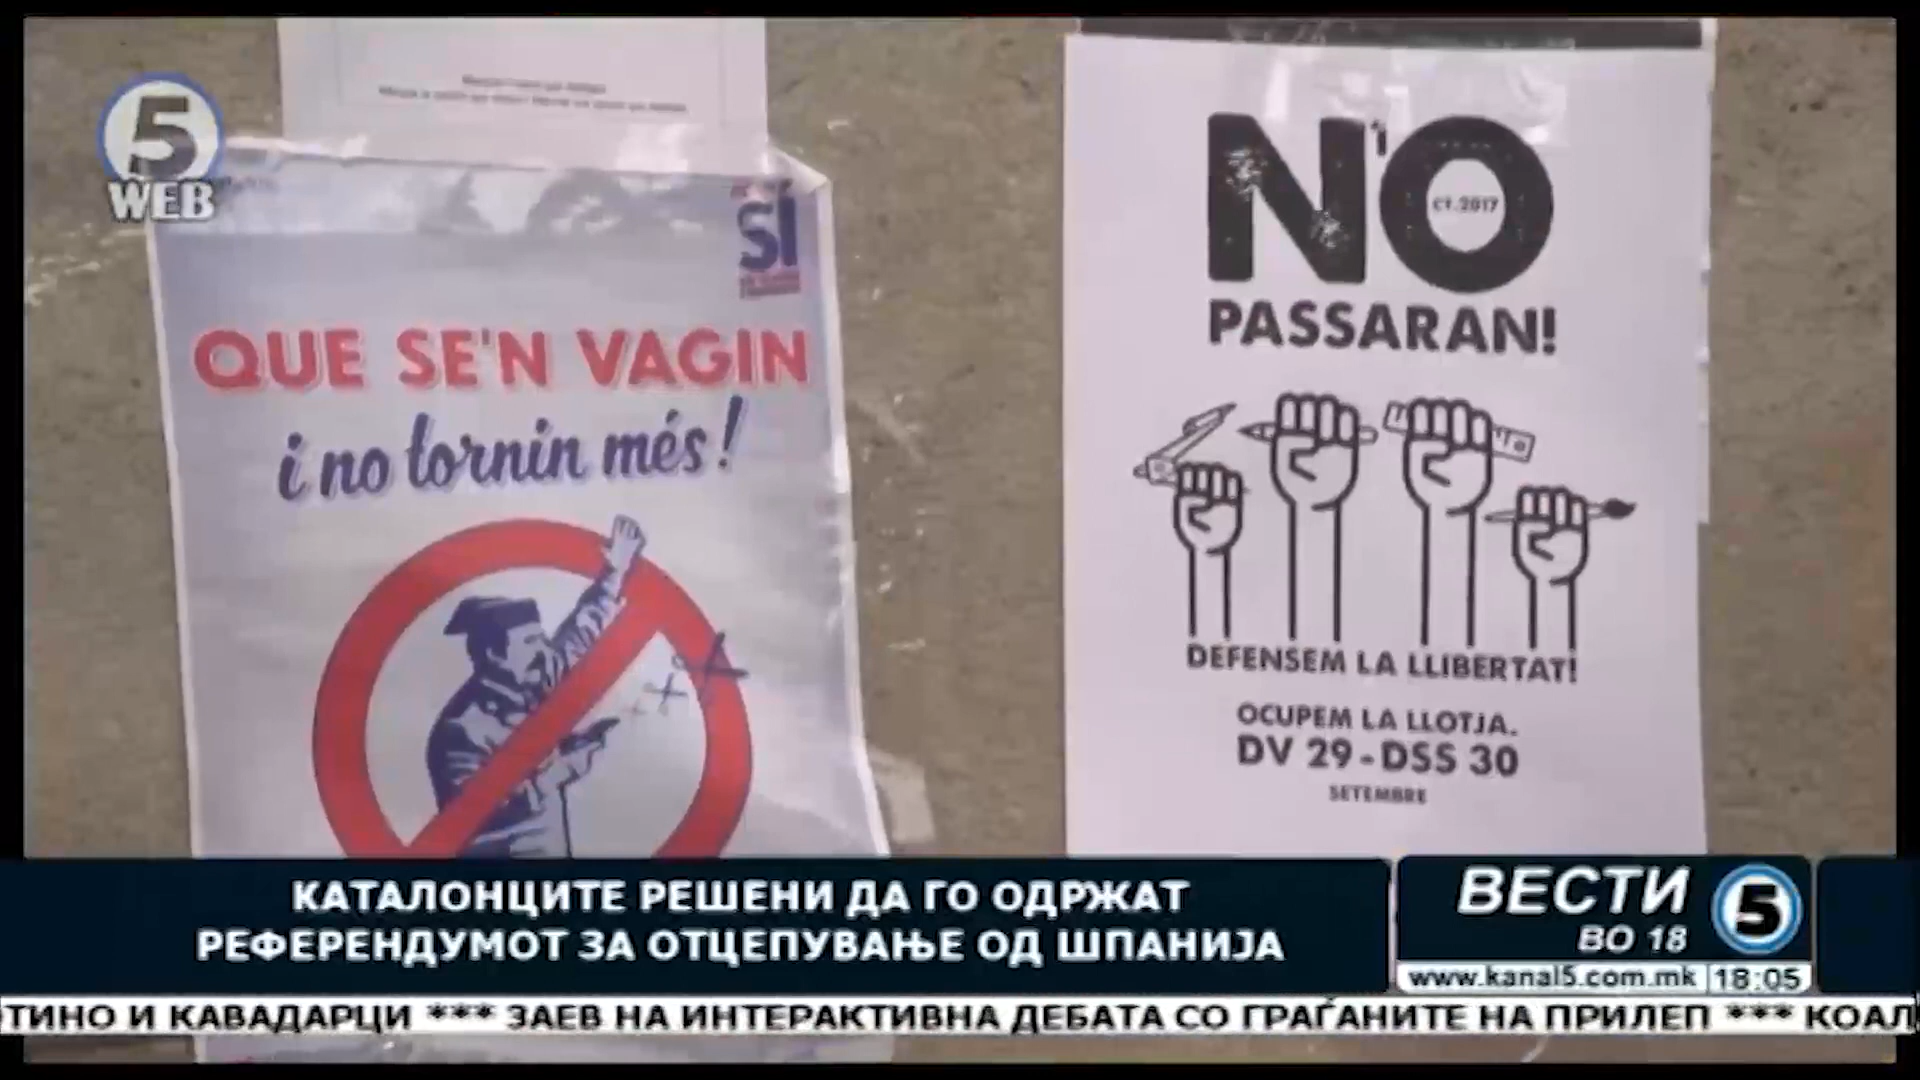 5
WEB
SÍ
QUE SE'N VAGIN
i no tornin més!
N'O
C1.2017
PASSARAN!
DEFENSEM LA LLIBERTAT!
OCUPEM LA LLOTJA.
DV 29 - DSS 30
SETEMBRE
КАТАЛОНЦИТЕ РЕШЕНИ ДА ГО ОДРЖАТ
РЕФЕРЕНДУМОТ ЗА ОТЦЕПУВАЊЕ ОД ШПАНИЈА
ВЕСТИ
ВО 18
5
www.kanal5.com.mk 18:05
ТИНО И КАВАДАРЦИ *** ЗАЕВ НА ИНТЕРАКТИВНА ДЕБАТА СО ГРАЃАНИТЕ НА ПРИЛЕП *** КОАЛ